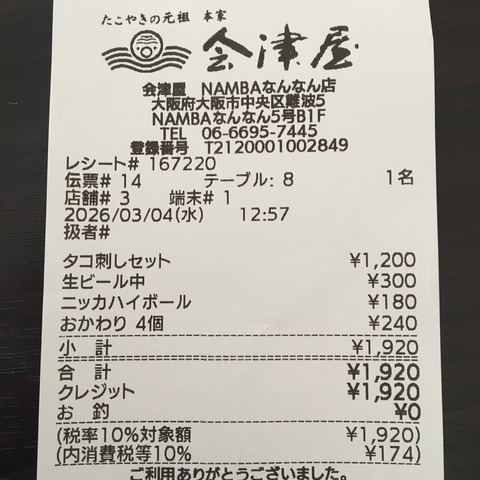 たこやきの元祖 本家
会津屋
会津屋 NAMBAなんなん店
大阪府大阪市中央区難波5
NAMBAなんなん5号B1F
TEL 06-6695-7445
登録番号 T2120001002849
レシート# 167220
伝票# 14 テーブル: 8 1名
店舗# 3 端末# 1
2026/03/04(水) 12:57
扱者#
タコ刺しセット ¥1,200
生ビール中 ¥300
ニッカハイボール ¥180
おかわり 4個 ¥240
小 計 ¥1,920
合 計 ¥1,920
クレジット ¥1,920
お 釣 ¥0
(税率10%対象額 ¥1,920)
(内消費税等10% ¥174)
ご利用ありがとうございました。